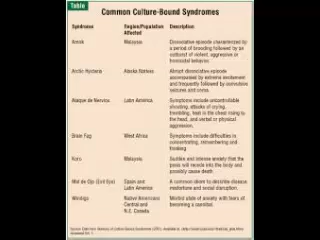 Table
Common Culture-Bound Syndromes
Syndrome Region/Population Description
Affected
Amok Malaysia Dissociative episode characterized by
a period of brooding followed by an
outburst of violent, aggressive or
homicidal behavior.
Arctic Hysteria Alaska Natives Abrupt dissociative episode
accompanied by extreme excitement
and frequently followed by convulsive
seizures and coma.
Ataque de Nervios Latin America Symptoms include uncontrollable
shouting, attacks of crying,
trembling, heat in the chest rising to
the head, and verbal or physical
aggression.
Brain Fag West Africa Symptoms include difficulties in
concentrating, remembering and
thinking.
Koro Malaysia Sudden and intense anxiety that the
penis will recede into the body and
possibly cause death.
Mal de Ojo (Evil Eye) Spain and A common idiom to describe disease,
Latin America misfortune and social disruption.
Windigo Native Americans Morbid state of anxiety with fears of
Central and becoming a cannibal.
N.E. Canada